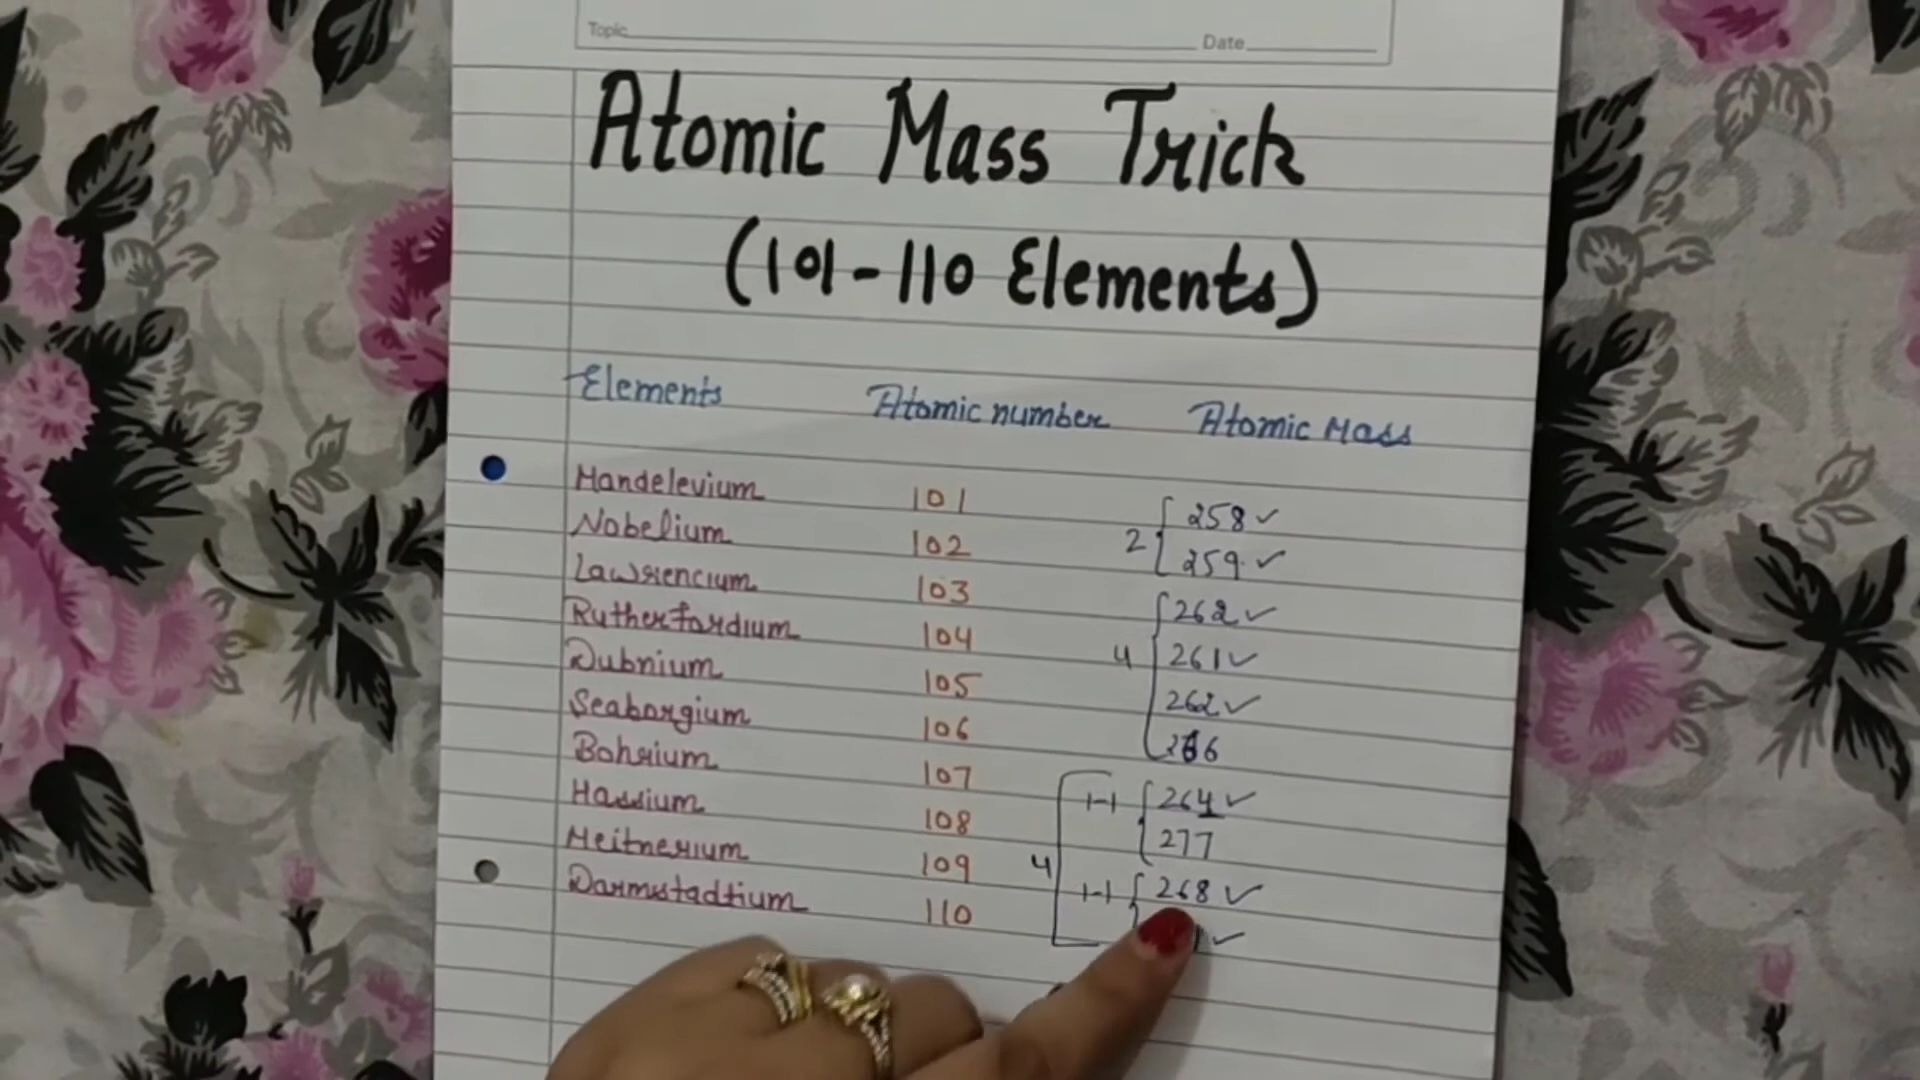 Topic Date
Atomic Mass Trick
(101-110 Elements)
Elements Atomic number Atomic Mass
Mandelevium 101 258 ✓
Nobelium 102 2 259 ✓
Lawrencium 103 262 ✓
Rutherfordium 104 4 261 ✓
Dubnium 105 262 ✓
Seaborgium 106 266
Bohrium 107 1-1 264 ✓
Hassium 108 277
Meitnerium 109 4 1-1 268 ✓
Darmstadtium 110 ✓